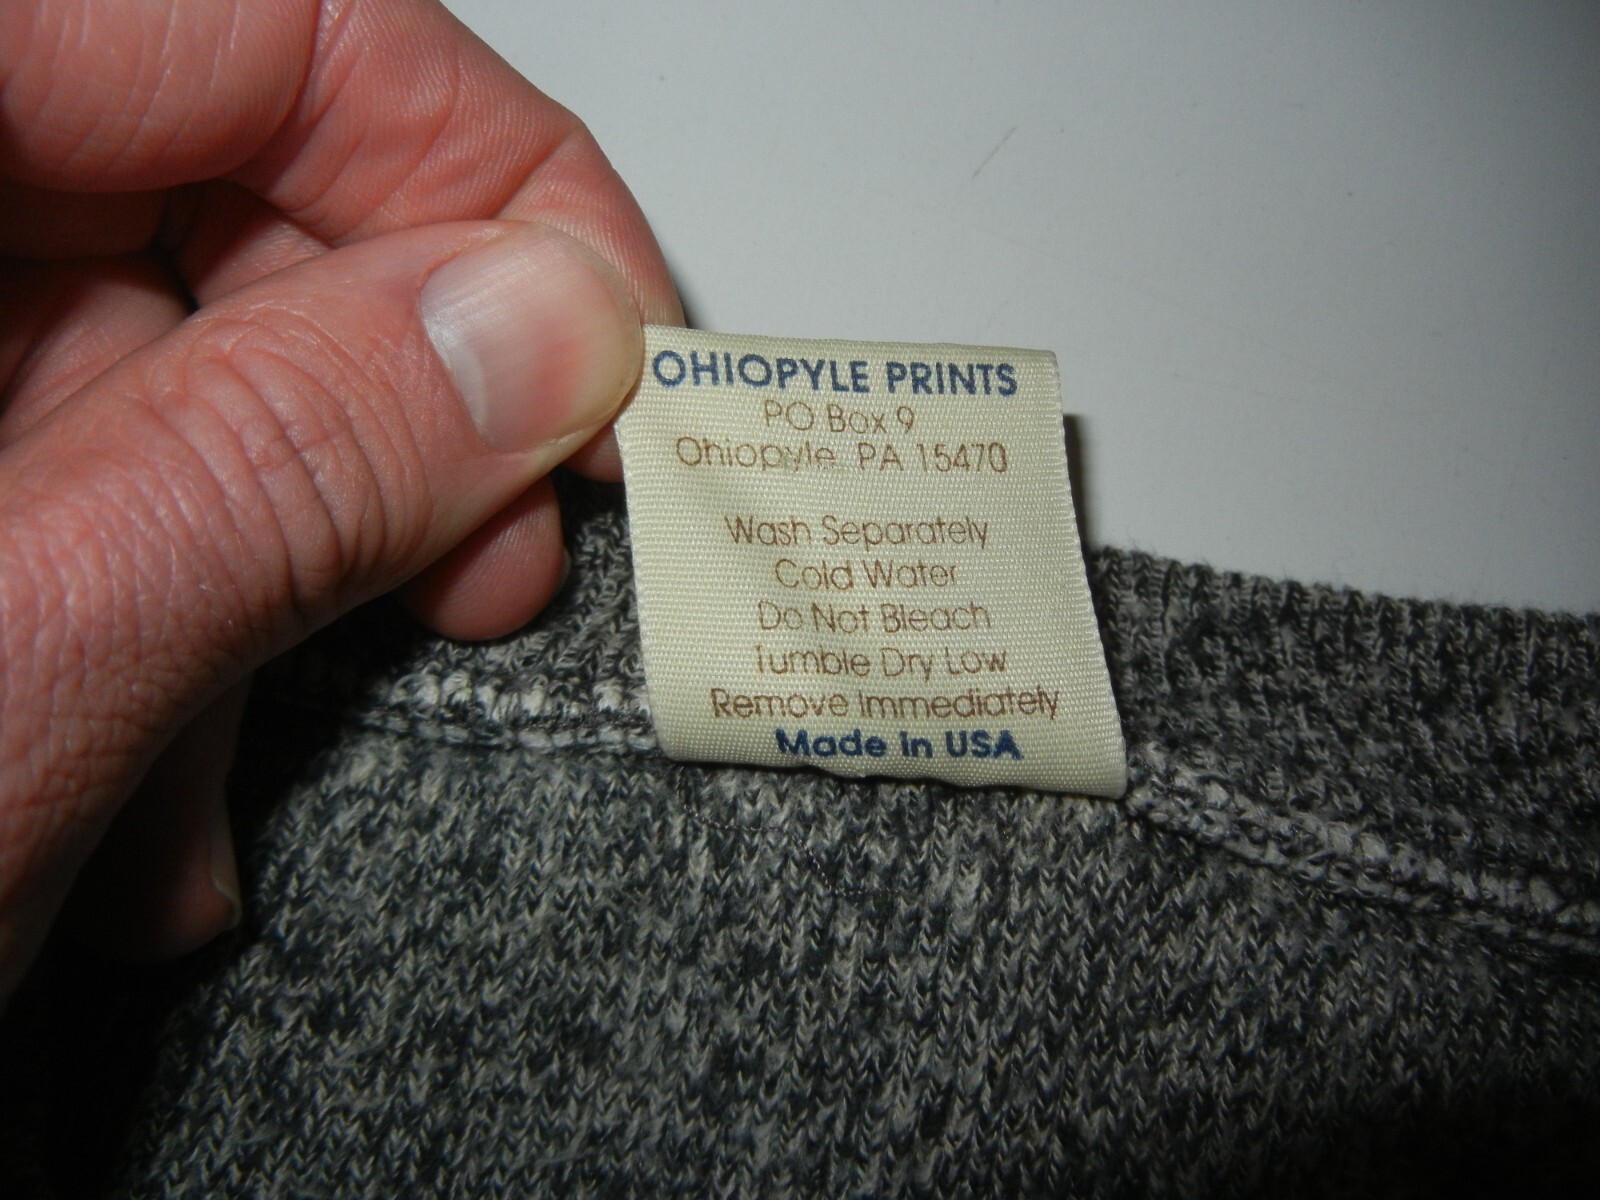 OHIOPYLE PRINTS
PO Box 9
Ohiopyle, PA 15470
Wash Separately
Cold Water
Do Not Bleach
Tumble Dry Low
Remove Immediately
Made in USA